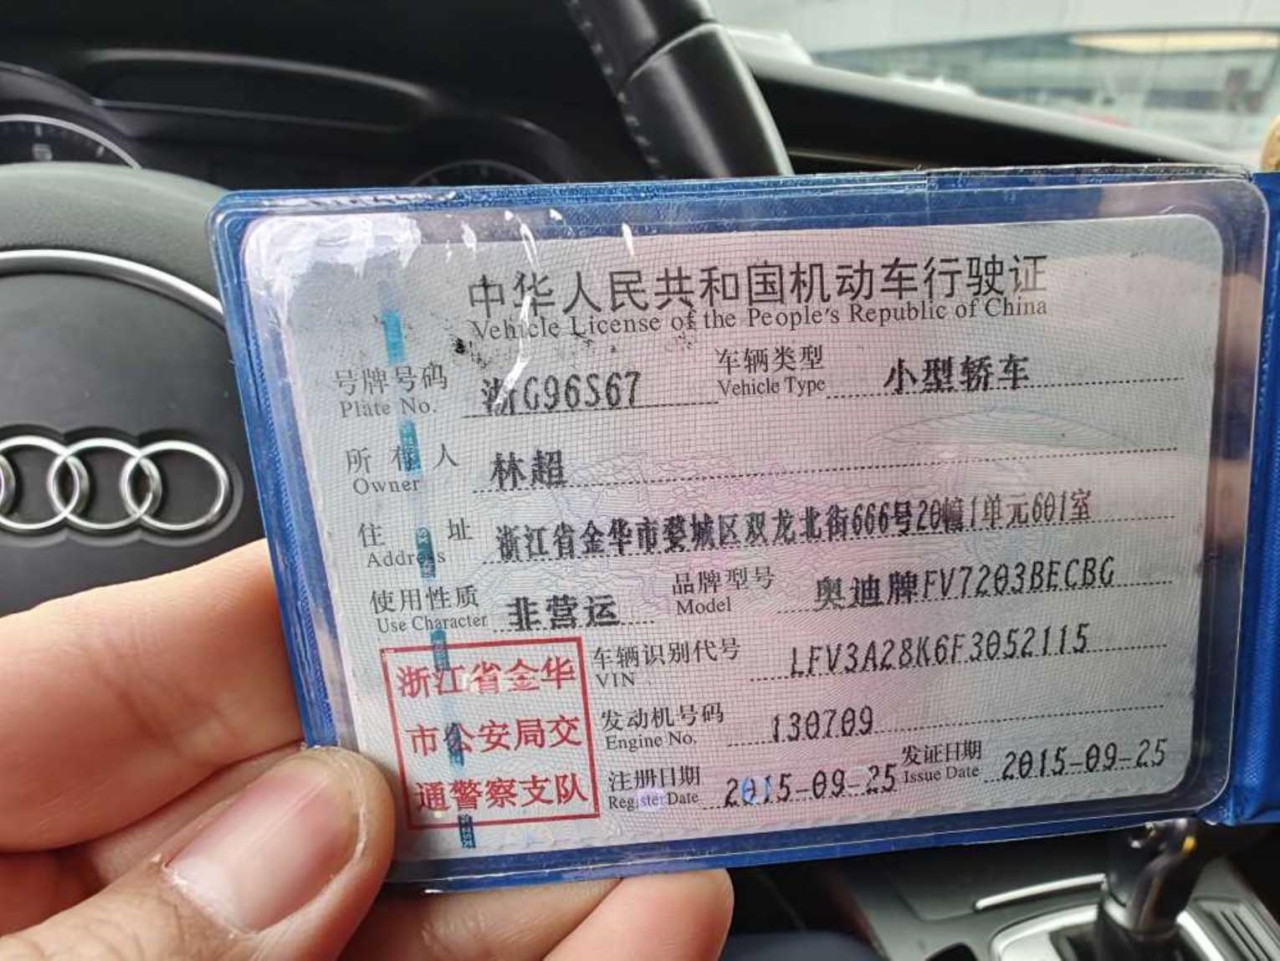 中华人民共和国机动车行驶证
Vehicle License of the People's Republic of China
号牌号码 浙G96S67 车辆类型 小型轿车
Plate No. Vehicle Type
所有人 林超
Owner
住址 浙江省金华市婺城区双龙北街666号20幢1单元601室
Address
使用性质 非营运 品牌型号 奥迪牌FV7203BECBG
Use Character Model
浙江省金华 车辆识别代号 LFV3A28K6F3052115
VIN
市公安局交 发动机号码 130709
Engine No.
通警察支队 注册日期 2015-09-25 发证日期 2015-09-25
Register Date Issue Date